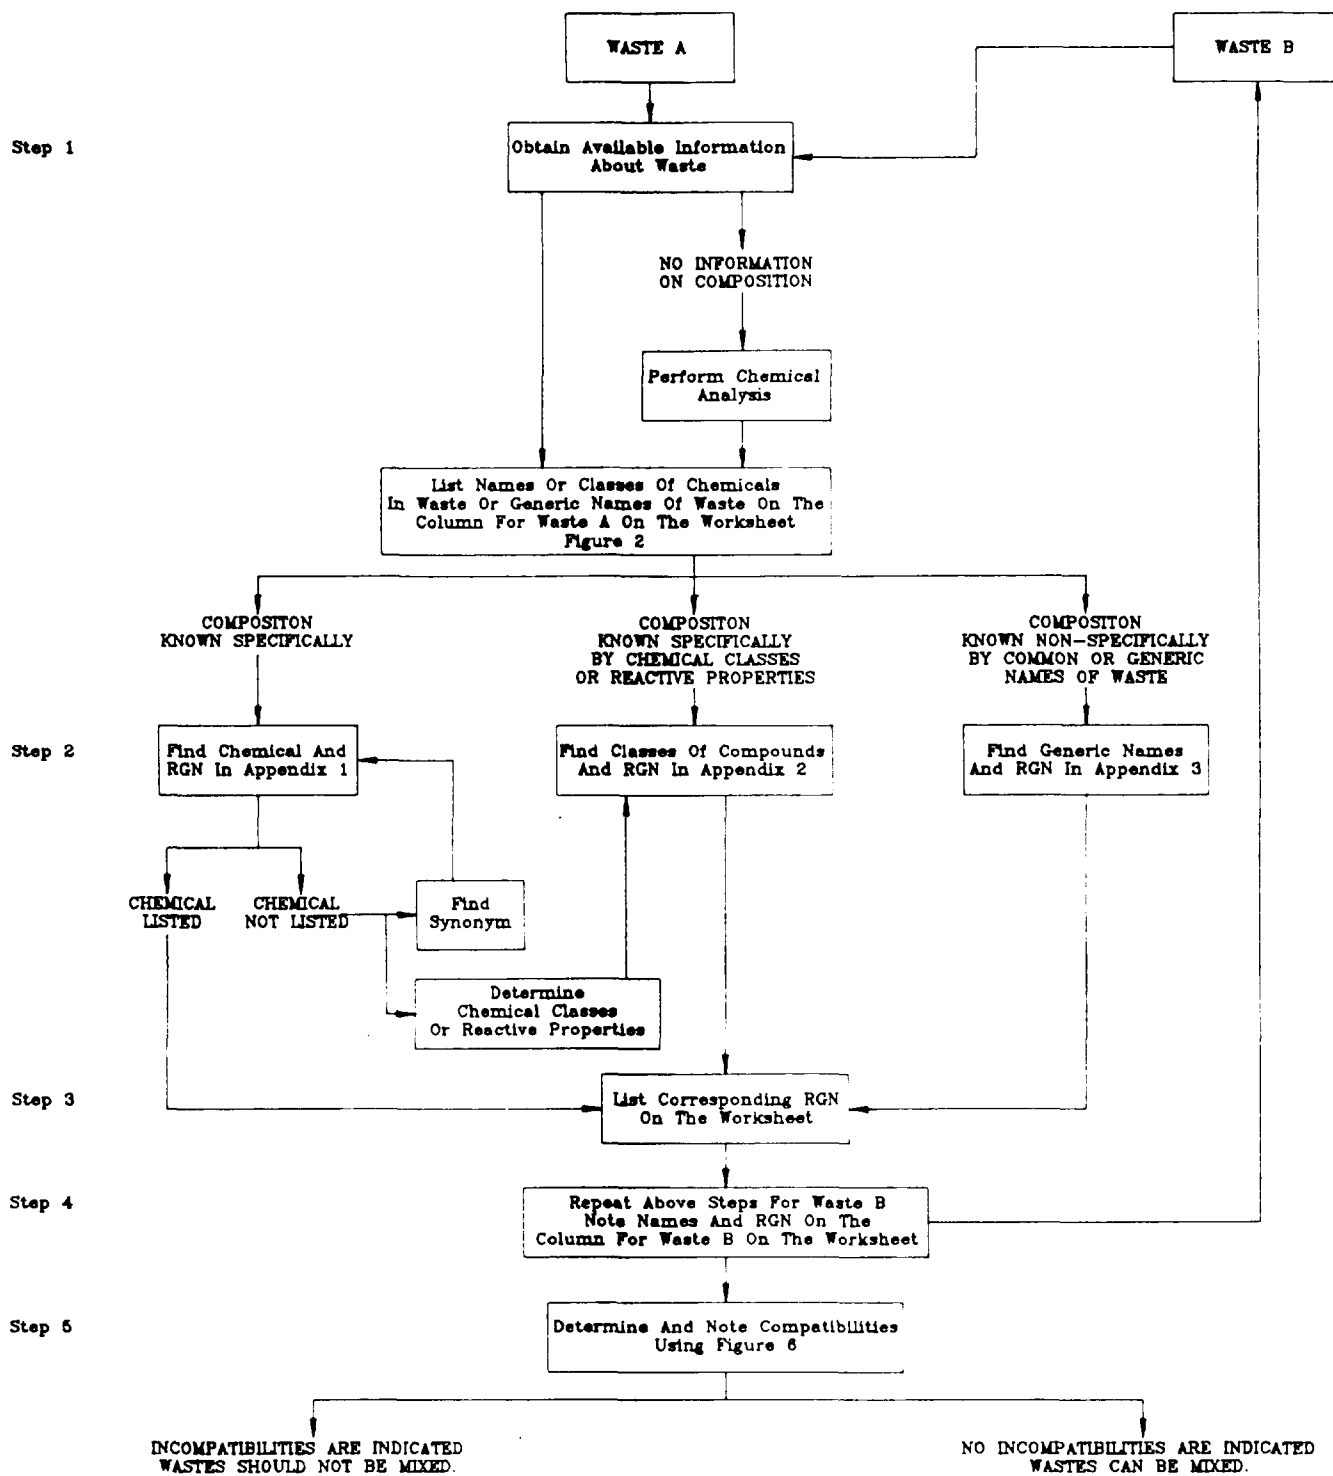 WASTE A
WASTE B
Step 1
Obtain Available Information
About Waste
NO INFORMATION
ON COMPOSITION
Perform Chemical
Analysis
List Names Or Classes Of Chemicals
In Waste Or Generic Names Of Waste On The
Column For Waste A On The Worksheet
Figure 2
COMPOSITON
KNOWN SPECIFICALLY
COMPOSITON
KNOWN SPECIFICALLY
BY CHEMICAL CLASSES
OR REACTIVE PROPERTIES
COMPOSITON
KNOWN NON-SPECIFICALLY
BY COMMON OR GENERIC
NAMES OF WASTE
Step 2
Find Chemical And
RGN In Appendix 1
Find Classes Of Compounds
And RGN In Appendix 2
Find Generic Names
And RGN In Appendix 3
CHEMICAL
LISTED
CHEMICAL
NOT LISTED
Find
Synonym
Determine
Chemical Classes
Or Reactive Properties
Step 3
List Corresponding RGN
On The Worksheet
Step 4
Repeat Above Steps For Waste B
Note Names And RGN On The
Column For Waste B On The Worksheet
Step 5
Determine And Note Compatibilities
Using Figure 6
INCOMPATIBILITIES ARE INDICATED
WASTES SHOULD NOT BE MIXED.
NO INCOMPATIBILITIES ARE INDICATED
WASTES CAN BE MIXED.